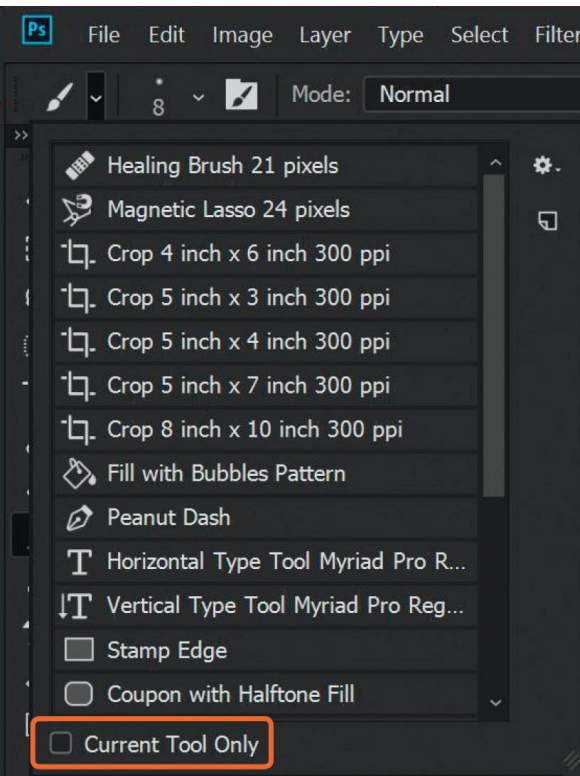 Ps File Edit Image Layer Type Select Filter
8 Mode: Normal
Healing Brush 21 pixels
Magnetic Lasso 24 pixels
Crop 4 inch x 6 inch 300 ppi
Crop 5 inch x 3 inch 300 ppi
Crop 5 inch x 4 inch 300 ppi
Crop 5 inch x 7 inch 300 ppi
Crop 8 inch x 10 inch 300 ppi
Fill with Bubbles Pattern
Peanut Dash
Horizontal Type Tool Myriad Pro R...
Vertical Type Tool Myriad Pro Reg...
Stamp Edge
Coupon with Halftone Fill
Current Tool Only